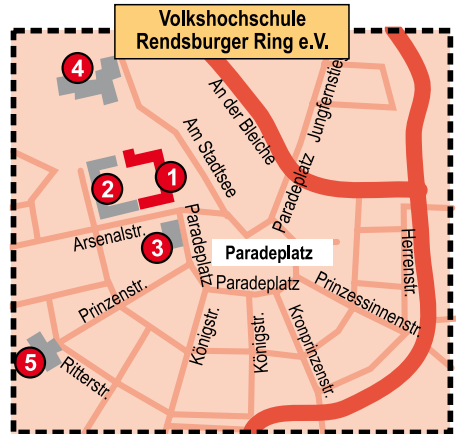 Volkshochschule
Rendsburger Ring e.V.
4
An der Bleiche
Jungfernstieg
Am Stadtsee
1
2
Paradeplatz
Arsenalstr.
3
Paradeplatz
Paradeplatz
Herrenstr.
Prinzenstr.
Paradeplatz
Prinzessinnenstr.
Königstr.
Königstr.
Kronprinzenstr.
5
Ritterstr.